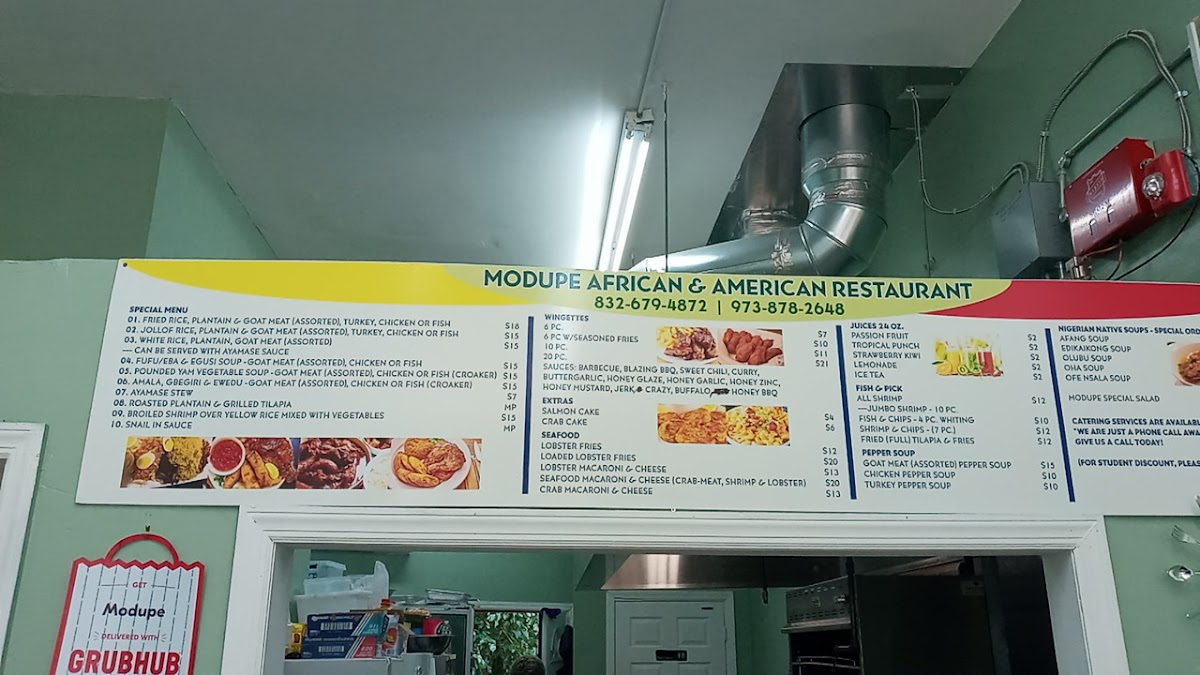 MODUPE AFRICAN & AMERICAN RESTAURANT
832-679-4872 | 973-878-2648
SPECIAL MENU
01. FRIED RICE, PLANTAIN & GOAT MEAT (ASSORTED), TURKEY, CHICKEN OR FISH $18
02. JOLLOF RICE, PLANTAIN & GOAT MEAT (ASSORTED), TURKEY, CHICKEN OR FISH $15
03. WHITE RICE, PLANTAIN, GOAT MEAT (ASSORTED) $15
— CAN BE SERVED WITH AYAMASE SAUCE
04. FUFU/EBA & EGUSI SOUP - GOAT MEAT (ASSORTED), CHICKEN OR FISH $15
05. POUNDED YAM VEGETABLE SOUP - GOAT MEAT (ASSORTED), CHICKEN OR FISH (CROAKER) $15
06. AMALA, GBEGIRI & EWEDU - GOAT MEAT (ASSORTED), CHICKEN OR FISH (CROAKER) $15
07. AYAMASE STEW $7
08. ROASTED PLANTAIN & GRILLED TILAPIA MP
09. BROILED SHRIMP OVER YELLOW RICE MIXED WITH VEGETABLES $15
10. SNAIL IN SAUCE MP
WINGETTES
6 PC. $7
6 PC W/SEASONED FRIES $10
10 PC. $11
20 PC. $21
SAUCES: BARBECUE, BLAZING BBQ, SWEET CHILI, CURRY,
BUTTERGARLIC, HONEY GLAZE, HONEY GARLIC, HONEY ZINC,
HONEY MUSTARD, JERK, CRAZY, BUFFALO, HONEY BBQ
EXTRAS
SALMON CAKE $4
CRAB CAKE $6
SEAFOOD
LOBSTER FRIES $12
LOADED LOBSTER FRIES $20
LOBSTER MACARONI & CHEESE $13
SEAFOOD MACARONI & CHEESE (CRAB-MEAT, SHRIMP & LOBSTER) $20
CRAB MACARONI & CHEESE $13
JUICES 24 OZ.
PASSION FRUIT $2
TROPICAL PUNCH $2
STRAWBERRY KIWI $2
LEMONADE $2
ICE TEA $2
FISH & PICK
ALL SHRIMP $12
—JUMBO SHRIMP - 10 PC.
FISH & CHIPS - 4 PC. WHITING $10
SHRIMP & CHIPS - (7 PC.) $12
FRIED (FULL) TILAPIA & FRIES $12
PEPPER SOUP
GOAT MEAT (ASSORTED) PEPPER SOUP $15
CHICKEN PEPPER SOUP $10
TURKEY PEPPER SOUP $10
NIGERIAN NATIVE SOUPS - SPECIAL ORD
AFANG SOUP
EDIKAIKONG SOUP
OLUBU SOUP
OHA SOUP
OFE NSALA SOUP
MODUPE SPECIAL SALAD
CATERING SERVICES ARE AVAILABL
"WE ARE JUST A PHONE CALL AWA
GIVE US A CALL TODAY!
(FOR STUDENT DISCOUNT, PLEAS
GET
Modupe
DELIVERED WITH
GRUBHUB